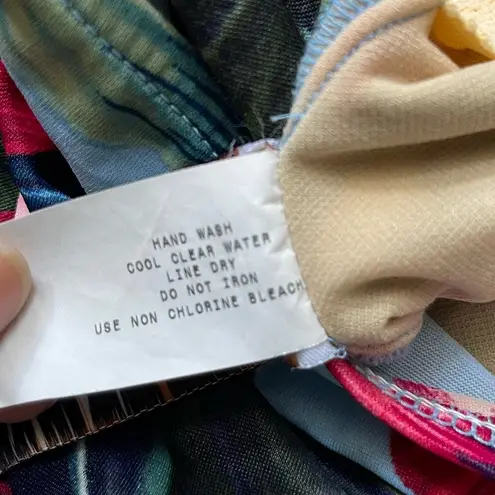 HAND WASH
COOL CLEAR WATER
LINE DRY
DO NOT IRON
USE NON CHLORINE BLEACH